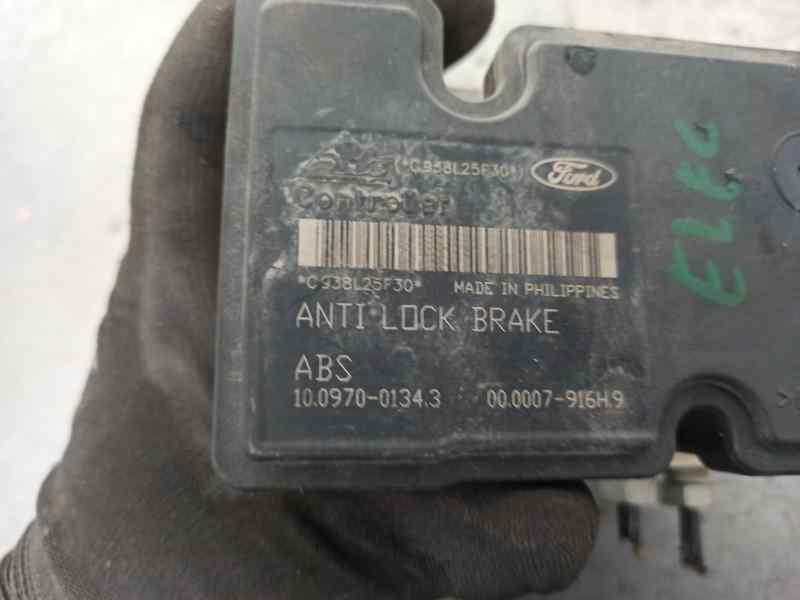 (*C938L25F30*) Ford
Controller
*C938L25F30* MADE IN PHILIPPINES
ANTI LOCK BRAKE
ABS
10.0970-0134.3 00.0007-916H.9